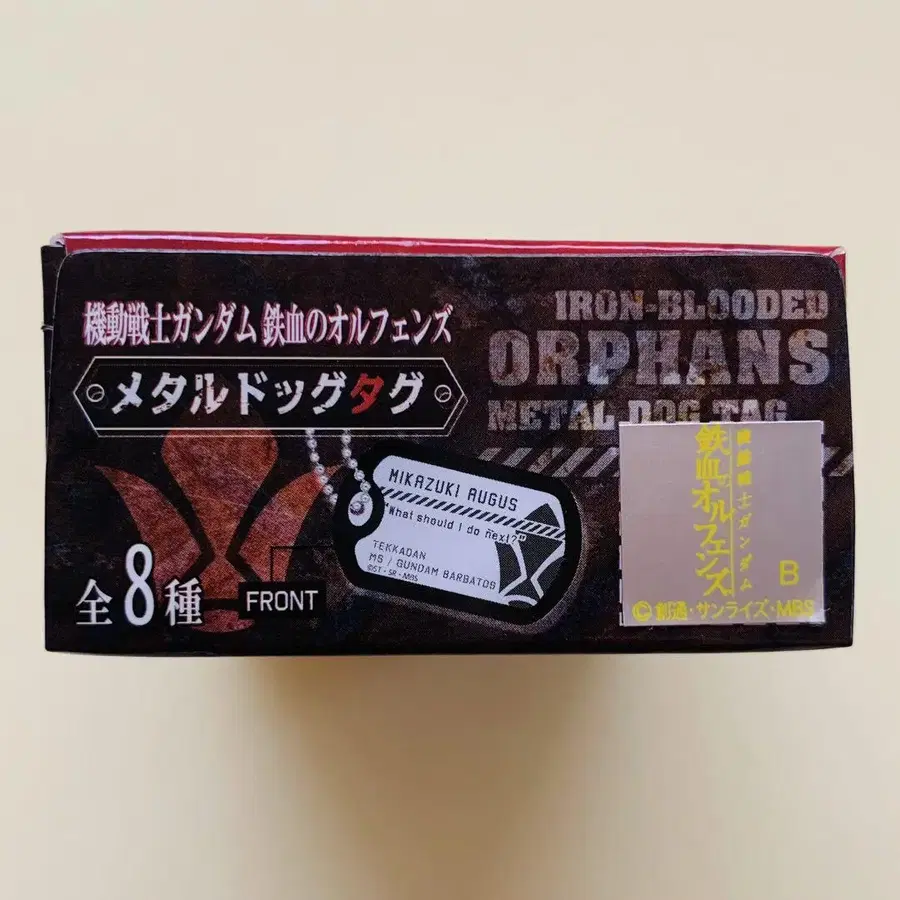 機動戦士ガンダム 鉄血のオルフェンズ
メタルドッグタグ
IRON-BLOODED
ORPHANS
METAL DOG TAG
MIKAZUKI AUGUS
"What should I do next?"
TEKKADAN
MS / GUNDAM BARBATOS
©ST・SR・MBS
全8種
FRONT
機動戦士ガンダム
鉄血のオルフェンズ
B
©創通・サンライズ・MBS